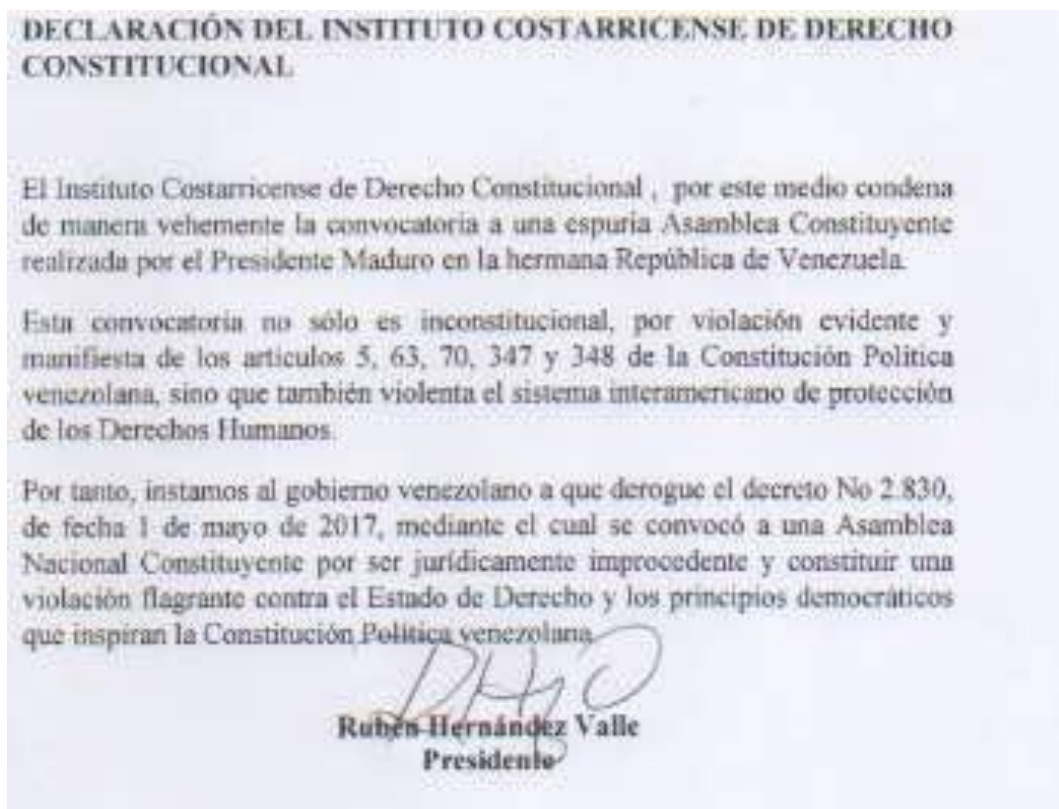 DECLARACIÓN DEL INSTITUTO COSTARRICENSE DE DERECHO
CONSTITUCIONAL
El Instituto Costarricense de Derecho Constitucional , por este medio condena
de manera vehemente la convocatoria a una espuria Asamblea Constituyente
realizada por el Presidente Maduro en la hermana República de Venezuela.
Esta convocatoria no sólo es inconstitucional, por violación evidente y
manifiesta de los artículos 5, 63, 70, 347 y 348 de la Constitución Política
venezolana, sino que también violenta el sistema interamericano de protección
de los Derechos Humanos.
Por tanto, instamos al gobierno venezolano a que derogue el decreto No 2.830,
de fecha 1 de mayo de 2017, mediante el cual se convocó a una Asamblea
Nacional Constituyente por ser jurídicamente improcedente y constituir una
violación flagrante contra el Estado de Derecho y los principios democráticos
que inspiran la Constitución Política venezolana
Rubén Hernández Valle
Presidente